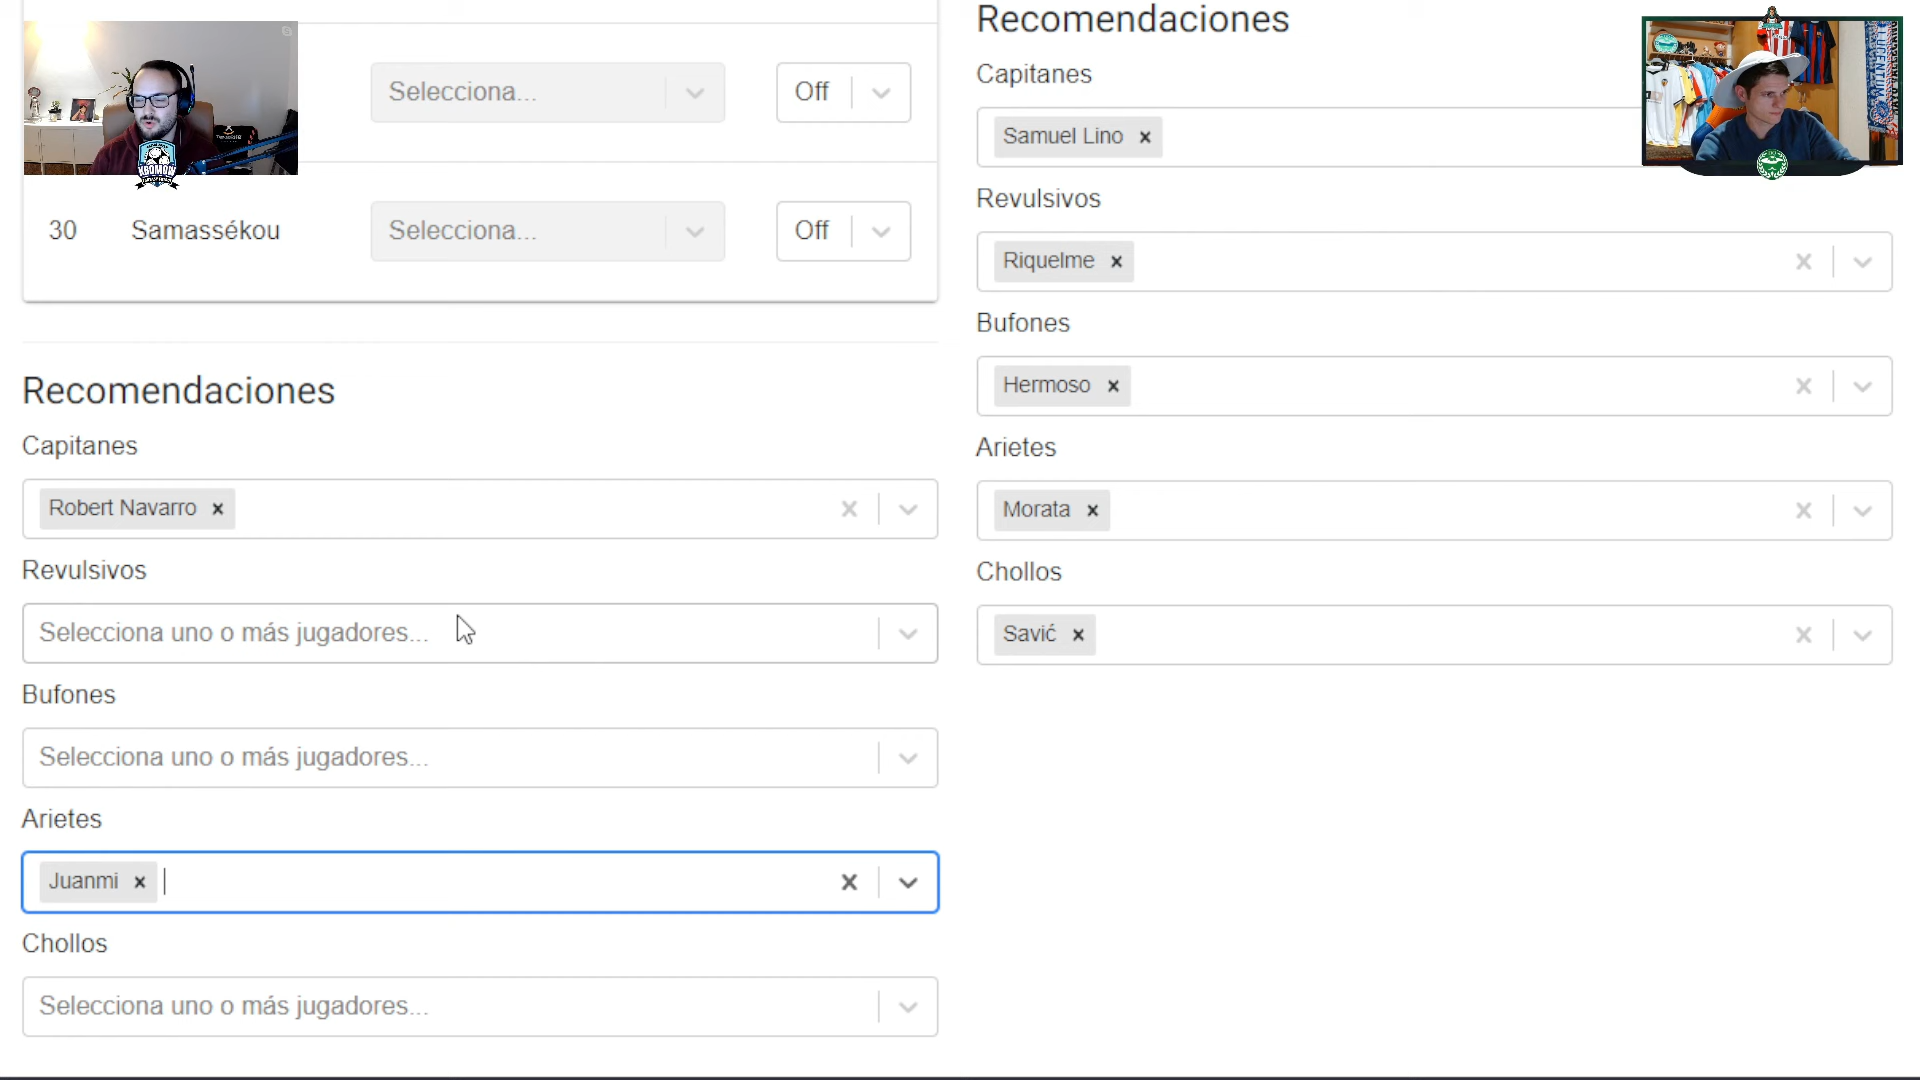 Selecciona...
Off
30
Samassékou
Selecciona...
Off
Recomendaciones
Capitanes
Robert Navarro
Revulsivos
Selecciona uno o más jugadores...
Bufones
Selecciona uno o más jugadores...
Arietes
Juanmi
Chollos
Selecciona uno o más jugadores...
Recomendaciones
Capitanes
Samuel Lino
Revulsivos
Riquelme
Bufones
Hermoso
Arietes
Morata
Chollos
Savić